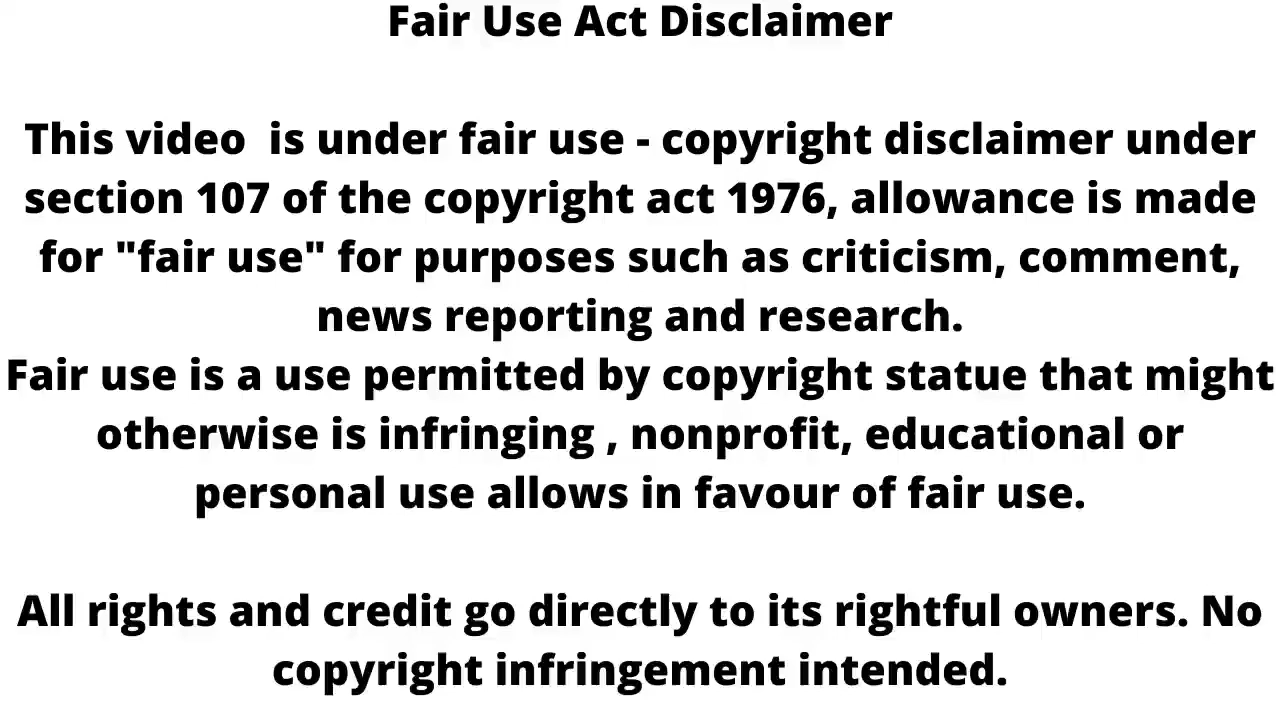 Fair Use Act Disclaimer
This video  is under fair use - copyright disclaimer under
section 107 of the copyright act 1976, allowance is made
for "fair use" for purposes such as criticism, comment,
news reporting and research.
Fair use is a use permitted by copyright statue that might
otherwise is infringing , nonprofit, educational or
personal use allows in favour of fair use.
All rights and credit go directly to its rightful owners. No
copyright infringement intended.